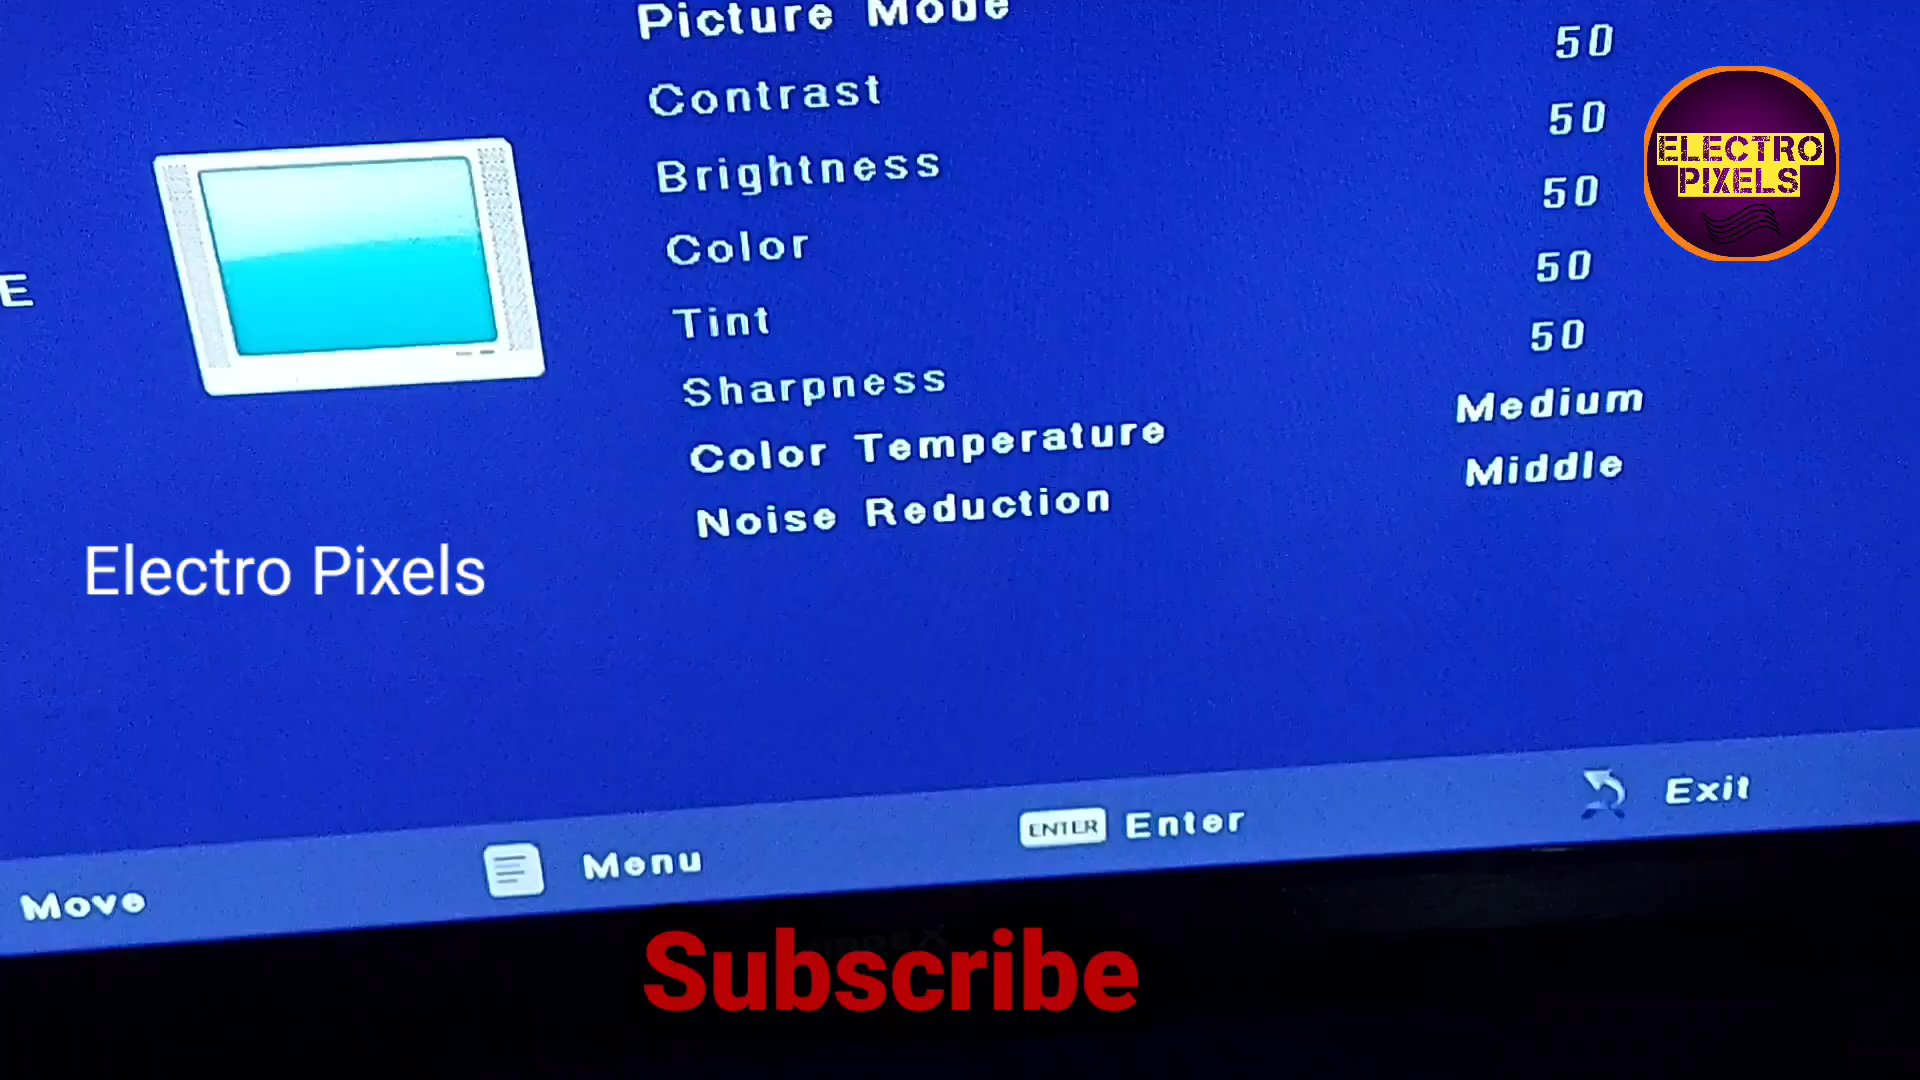 Picture Mode
Contrast 50
Brightness 50
Color 50
Tint 50
Sharpness 50
Color Temperature Medium
Noise Reduction Middle
E
ELECTRO
PIXELS
Electro Pixels
Move Menu ENTER Enter Exit
Subscribe